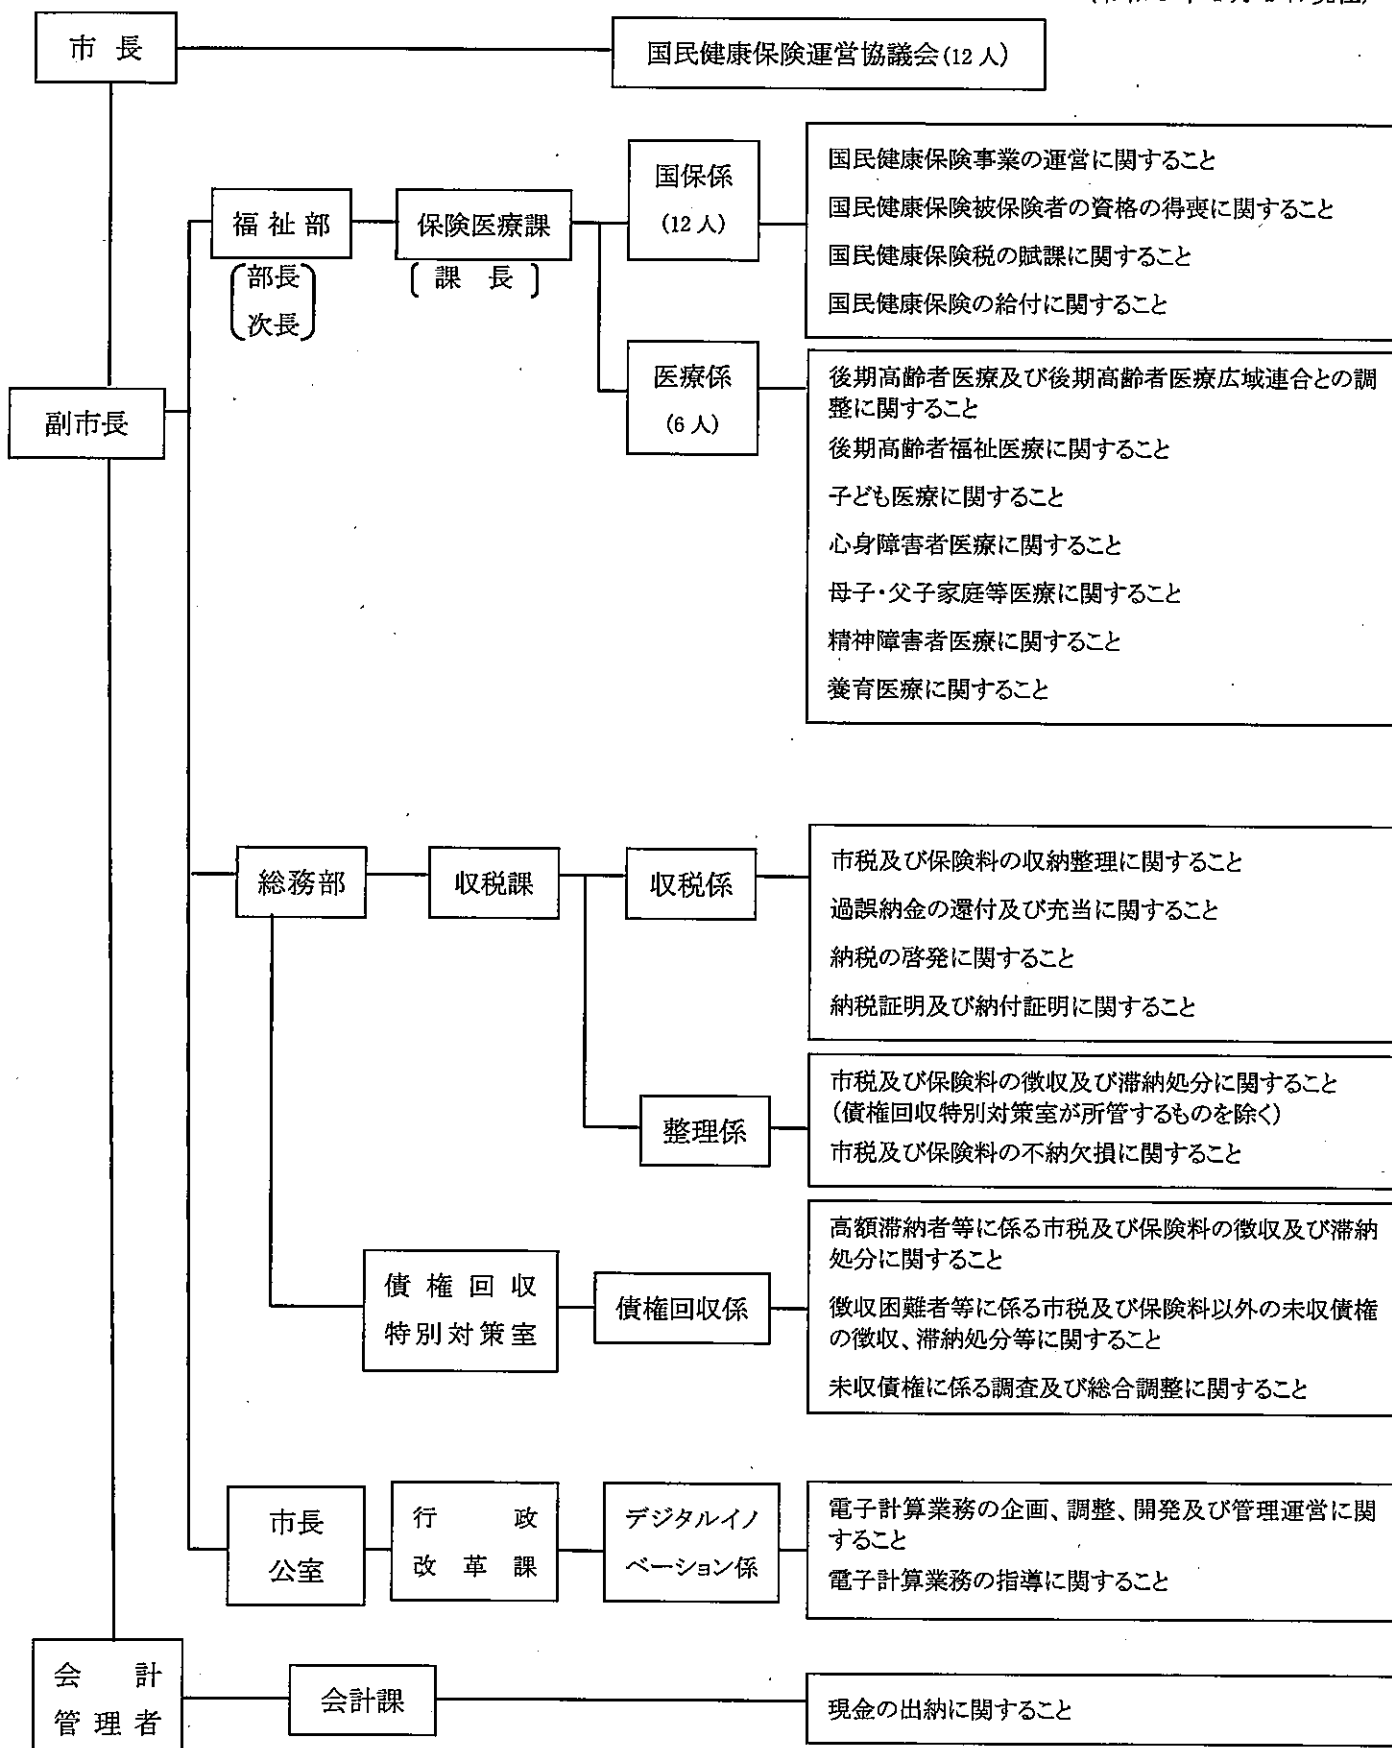 市長
国民健康保険運営協議会(12人)
国保係
(12人)
国民健康保険事業の運営に関すること
国民健康保険被保険者の資格の得喪に関すること
国民健康保険税の賦課に関すること
国民健康保険の給付に関すること
福祉部
部長
次長
保険医療課
課長
医療係
(6人)
後期高齢者医療及び後期高齢者医療広域連合との調
整に関すること
後期高齢者福祉医療に関すること
子ども医療に関すること
心身障害者医療に関すること
母子・父子家庭等医療に関すること
精神障害者医療に関すること
養育医療に関すること
副市長
総務部
収税課
収税係
市税及び保険料の収納整理に関すること
過誤納金の還付及び充当に関すること
納税の啓発に関すること
納税証明及び納付証明に関すること
整理係
市税及び保険料の徴収及び滞納処分に関すること
(債権回収特別対策室が所管するものを除く)
市税及び保険料の不納欠損に関すること
債権回収
特別対策室
債権回収係
高額滞納者等に係る市税及び保険料の徴収及び滞納
処分に関すること
徴収困難者等に係る市税及び保険料以外の未収債権
の徴収、滞納処分等に関すること
未収債権に係る調査及び総合調整に関すること
市長
公室
行政
改革課
デジタルイノ
ベーション係
電子計算業務の企画、調整、開発及び管理運営に関
すること
電子計算業務の指導に関すること
会計
管理者
会計課
現金の出納に関すること